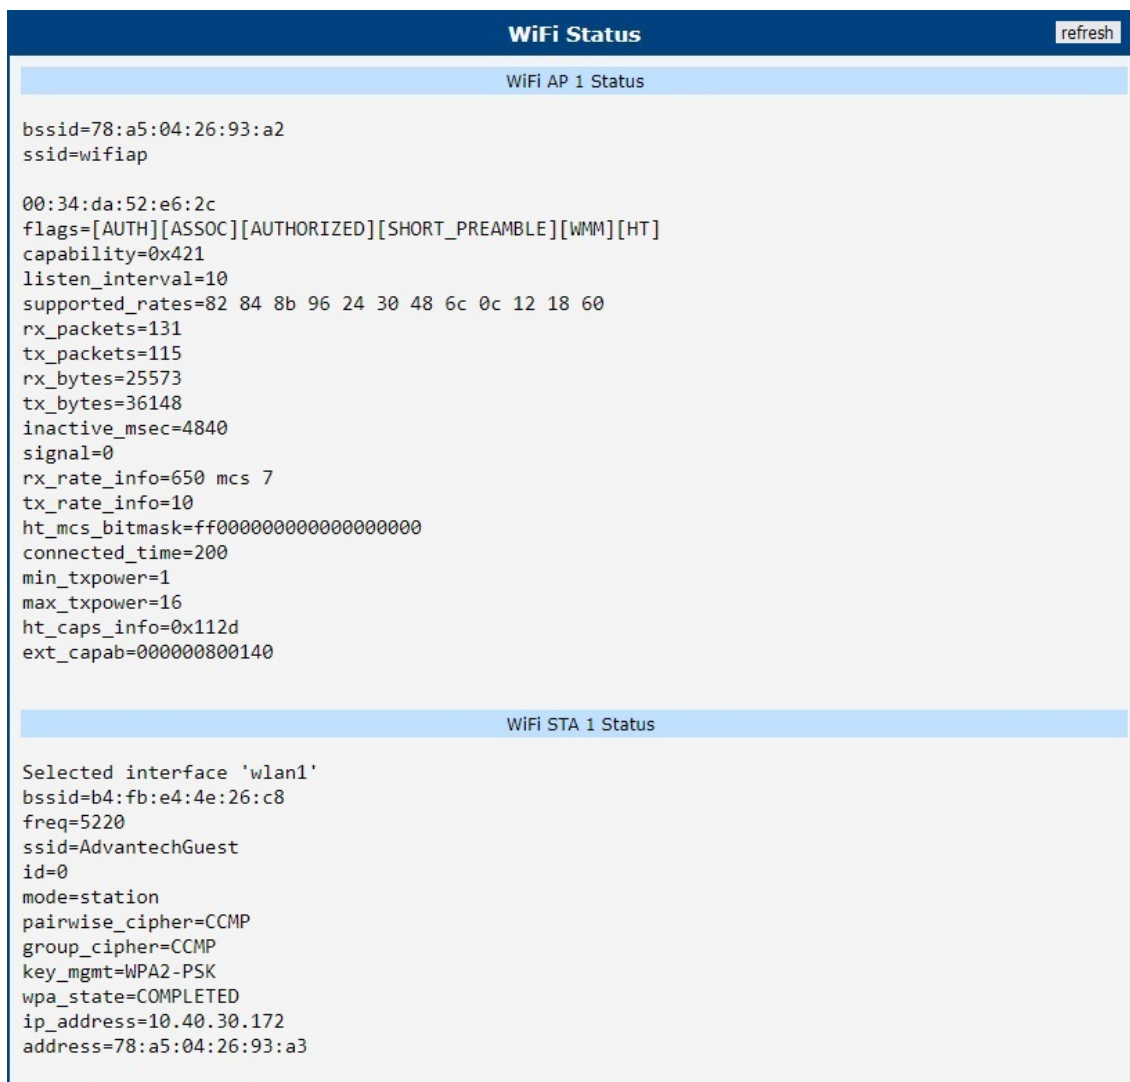 WiFi Status
refresh
WiFi AP 1 Status
bssid=78:a5:04:26:93:a2
ssid=wifiap
00:34:da:52:e6:2c
flags=[AUTH][ASSOC][AUTHORIZED][SHORT_PREAMBLE][WMM][HT]
capability=0x421
listen_interval=10
supported_rates=82 84 8b 96 24 30 48 6c 0c 12 18 60
rx_packets=131
tx_packets=115
rx_bytes=25573
tx_bytes=36148
inactive_msec=4840
signal=0
rx_rate_info=650 mcs 7
tx_rate_info=10
ht_mcs_bitmask=ff000000000000000000
connected_time=200
min_txpower=1
max_txpower=16
ht_caps_info=0x112d
ext_capab=000000800140
WiFi STA 1 Status
Selected interface 'wlan1'
bssid=b4:fb:e4:4e:26:c8
freq=5220
ssid=AdvantechGuest
id=0
mode=station
pairwise_cipher=CCMP
group_cipher=CCMP
key_mgmt=WPA2-PSK
wpa_state=COMPLETED
ip_address=10.40.30.172
address=78:a5:04:26:93:a3